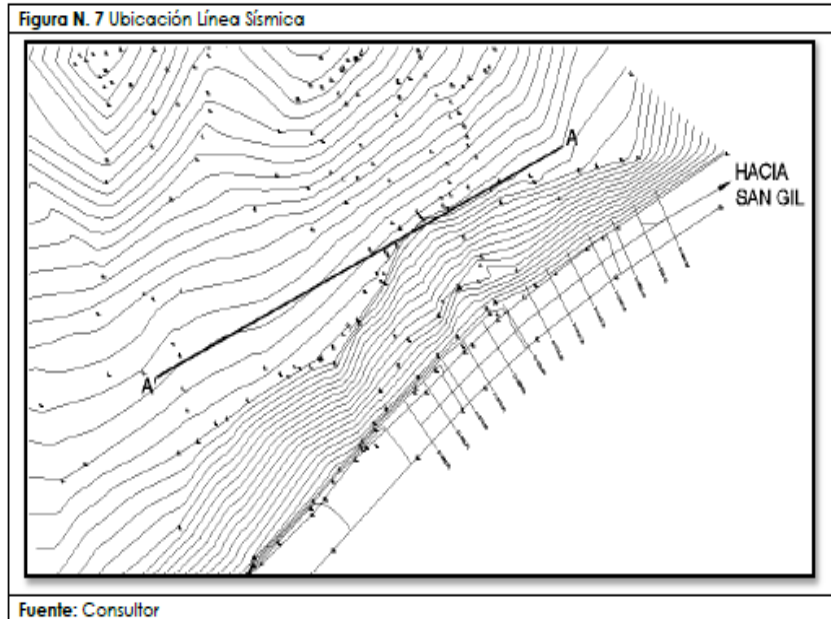 Figura N. 7 Ubicación Línea Sísmica
A
HACIA
SAN GIL
A
Fuente: Consultor